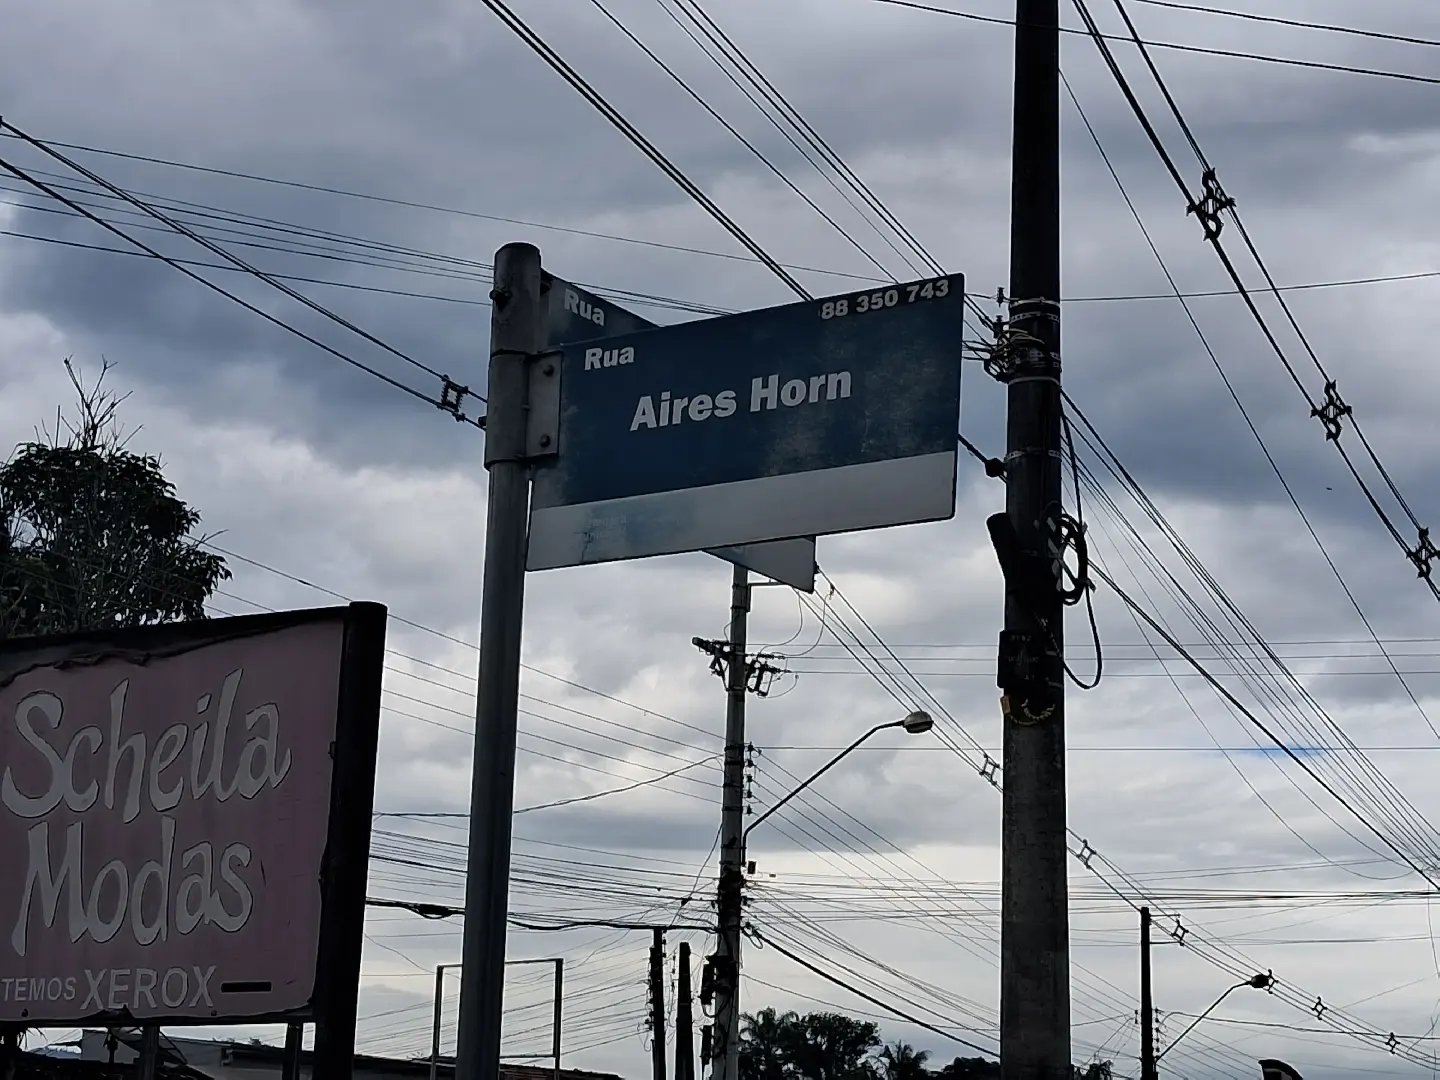 Rua
88 350 743
Rua
Aires Horn
Scheila
Modas
TEMOS XEROX